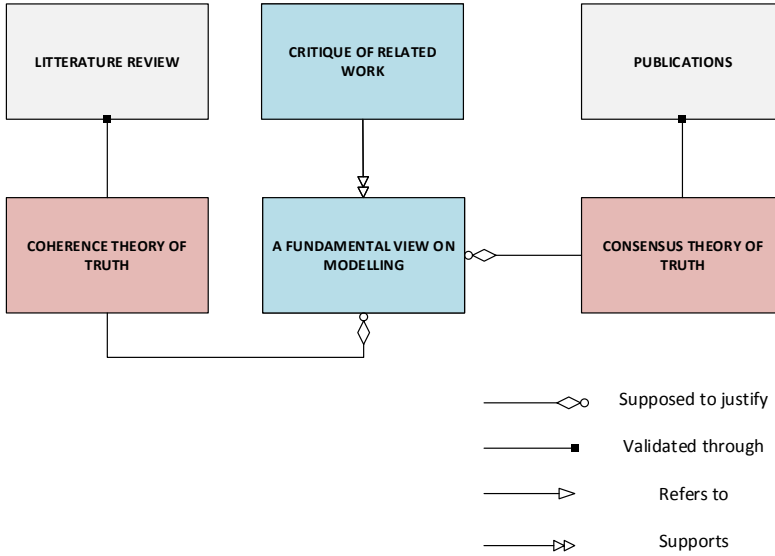 LITTERATURE REVIEW
CRITIQUE OF RELATED
WORK
PUBLICATIONS
COHERENCE THEORY OF
TRUTH
A FUNDAMENTAL VIEW ON
MODELLING
CONSENSUS THEORY OF
TRUTH
Supposed to justify
Validated through
Refers to
Supports